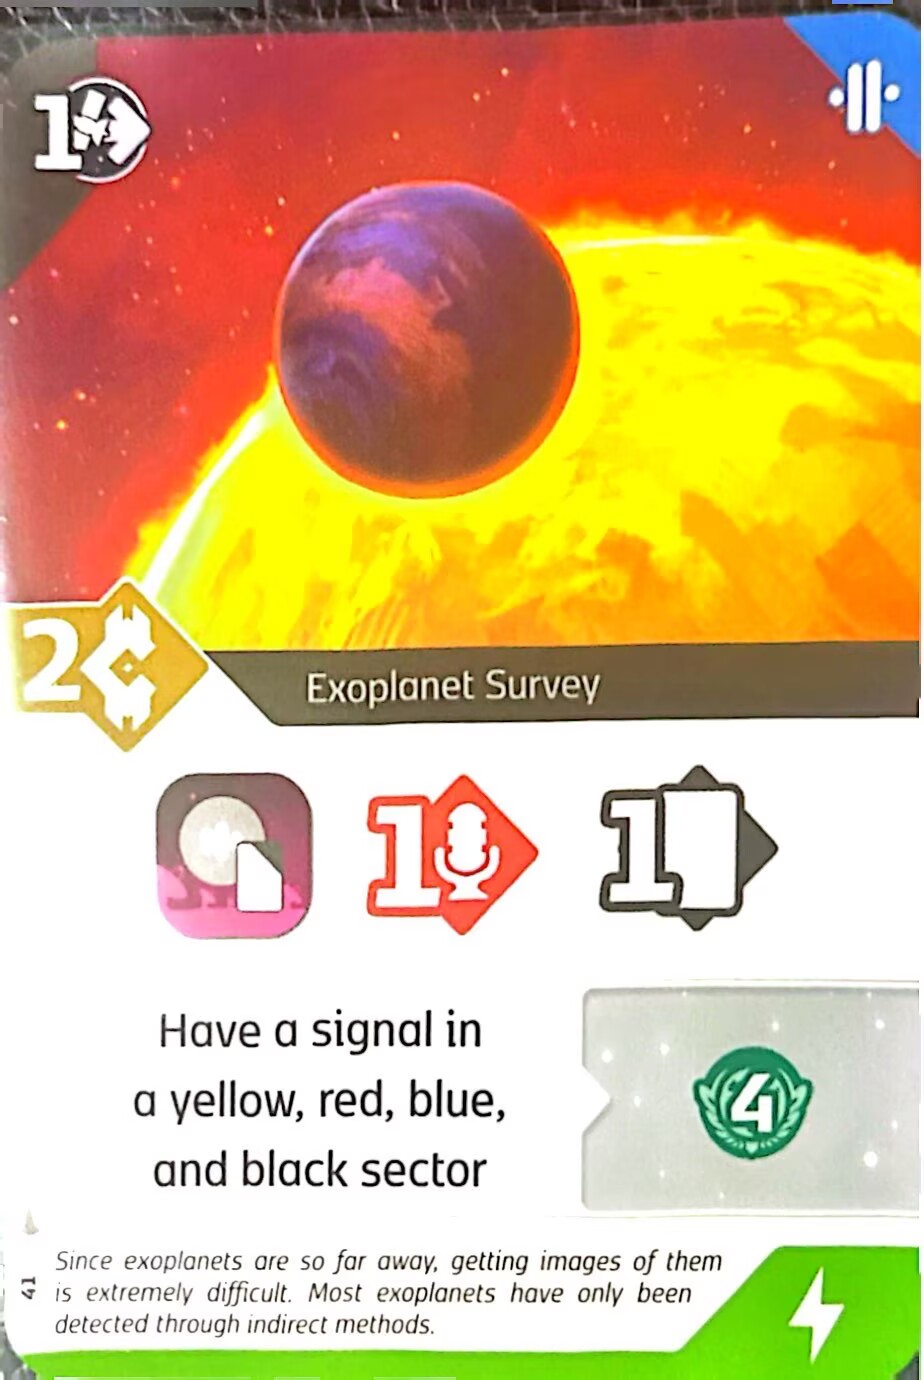 1
2
Exoplanet Survey
1
1
Have a signal in
a yellow, red, blue,
and black sector
4
Since exoplanets are so far away, getting images of them
is extremely difficult. Most exoplanets have only been
detected through indirect methods.
41